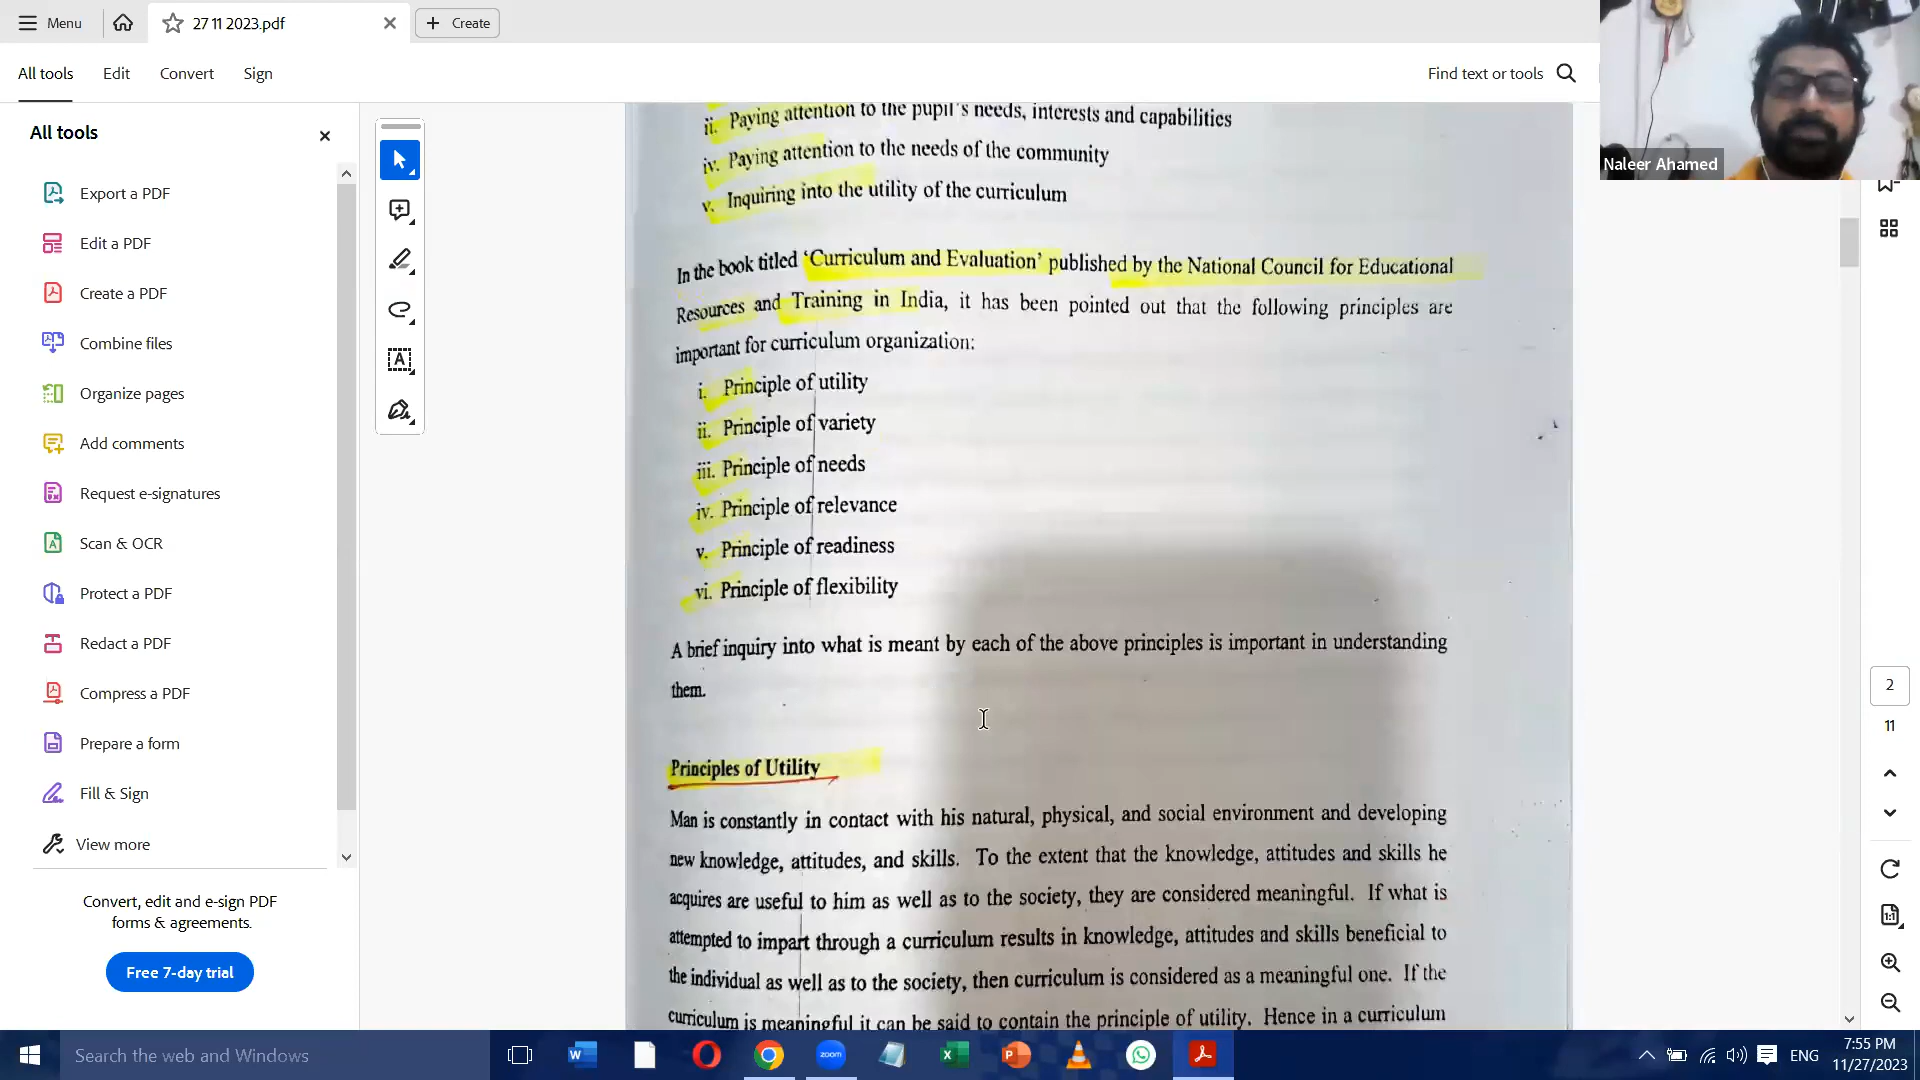 Menu
27 11 2023.pdf
Create
All tools
Edit
Convert
Sign
Find text or tools
Naleer Ahamed
All tools
Export a PDF
Edit a PDF
Create a PDF
Combine files
Organize pages
Add comments
Request e-signatures
Scan & OCR
Protect a PDF
Redact a PDF
Compress a PDF
Prepare a form
Fill & Sign
View more
Convert, edit and e-sign PDF
forms & agreements.
Free 7-day trial
ii. Paying attention to the pupil's needs, interests and capabilities
iv. Paying attention to the needs of the community
v. Inquiring into the utility of the curriculum
In the book titled 'Curriculum and Evaluation' published by the National Council for Educational
Resources and Training in India, it has been pointed out that the following principles are
important for curriculum organization:
i. Principle of utility
ii. Principle of variety
iii. Principle of needs
iv. Principle of relevance
v. Principle of readiness
vi. Principle of flexibility
A brief inquiry into what is meant by each of the above principles is important in understanding
them.
Principles of Utility
Man is constantly in contact with his natural, physical, and social environment and developing
new knowledge, attitudes, and skills. To the extent that the knowledge, attitudes and skills he
acquires are useful to him as well as to the society, they are considered meaningful. If what is
attempted to impart through a curriculum results in knowledge, attitudes and skills beneficial to
the individual as well as to the society, then curriculum is considered as a meaningful one. If the
curriculum is meaningful it can be said to contain the principle of utility. Hence in a curriculum
2
11
1:1
Search the web and Windows
zoom
ENG
7:55 PM
11/27/2023